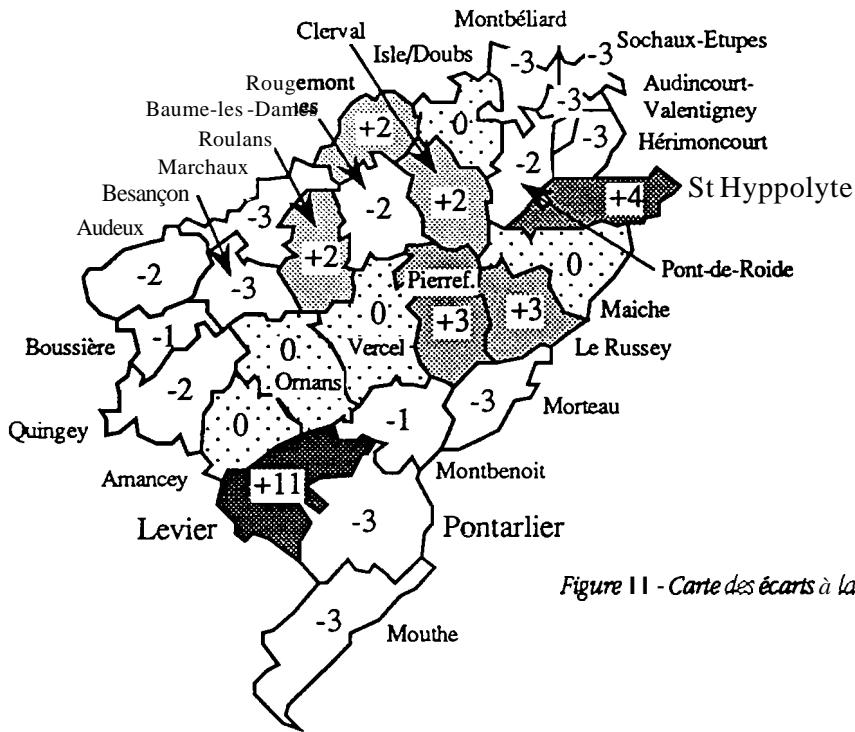 Montbéliard
Clerval
Isle/Doubs
Sochaux-Etupes
-3
-3
Rougemont
Audincourt-
Valentigney
Baume-les -Dames
-3
+2
0
Roulans
-3
Hérimoncourt
Marchaux
-2
Besançon
-3
-2
+2
+4
St Hyppolyte
Audeux
+2
0
Pont-de-Roide
-2
-3
Pierref.
0
+3
+3
Maiche
Boussière
-1
0
Vercel
Le Russey
-2
Ornans
-3
Morteau
Quingey
0
-1
Amancey
+11
Montbenoit
Levier
-3
Pontarlier
Figure 11 - Carte des écarts à la
-3
Mouthe